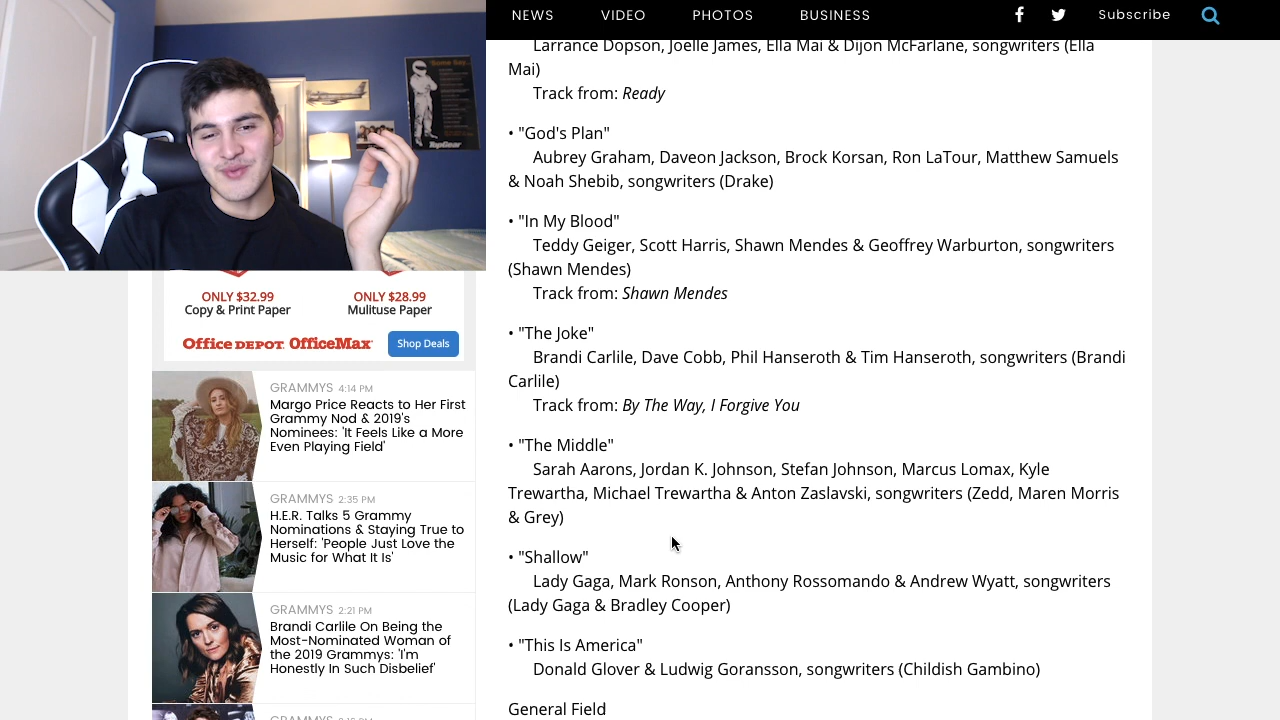 NEWS VIDEO PHOTOS BUSINESS Subscribe
Larrance Dopson, Joelle James, Ella Mai & Dijon McFarlane, songwriters (Ella
Mai)
Track from: Ready
• "God's Plan"
Aubrey Graham, Daveon Jackson, Brock Korsan, Ron LaTour, Matthew Samuels
& Noah Shebib, songwriters (Drake)
• "In My Blood"
Teddy Geiger, Scott Harris, Shawn Mendes & Geoffrey Warburton, songwriters
(Shawn Mendes)
Track from: Shawn Mendes
• "The Joke"
Brandi Carlile, Dave Cobb, Phil Hanseroth & Tim Hanseroth, songwriters (Brandi
Carlile)
Track from: By The Way, I Forgive You
• "The Middle"
Sarah Aarons, Jordan K. Johnson, Stefan Johnson, Marcus Lomax, Kyle
Trewartha, Michael Trewartha & Anton Zaslavski, songwriters (Zedd, Maren Morris
& Grey)
• "Shallow"
Lady Gaga, Mark Ronson, Anthony Rossomando & Andrew Wyatt, songwriters
(Lady Gaga & Bradley Cooper)
• "This Is America"
Donald Glover & Ludwig Goransson, songwriters (Childish Gambino)
General Field
Some Say...
TopGear
ONLY $32.99
Copy & Print Paper
ONLY $28.99
Mulituse Paper
Office DEPOT OfficeMax
Shop Deals
GRAMMYS 4:14 PM
Margo Price Reacts to Her First
Grammy Nod & 2019's
Nominees: 'It Feels Like a More
Even Playing Field'
GRAMMYS 2:35 PM
H.E.R. Talks 5 Grammy
Nominations & Staying True to
Herself: 'People Just Love the
Music for What It Is'
GRAMMYS 2:21 PM
Brandi Carlile On Being the
Most-Nominated Woman of
the 2019 Grammys: 'I'm
Honestly In Such Disbelief'
GRAMMYS